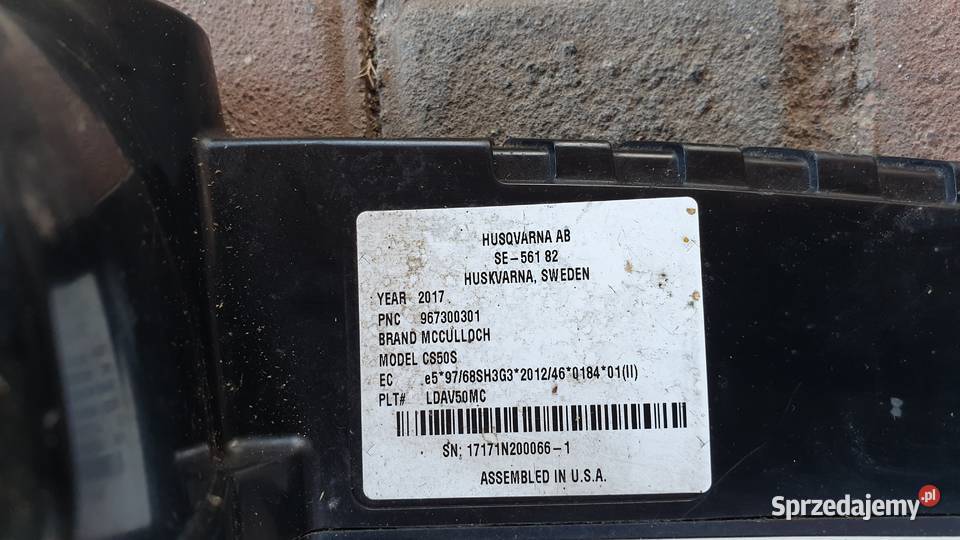 HUSQVARNA AB
SE-561 82
HUSKVARNA, SWEDEN
YEAR 2017
PNC 967300301
BRAND MCCULLOCH
MODEL CS50S
EC e5*97/68SH3G3*2012/46*0184*01(II)
PLT# LDAV50MC
SN: 17171N200066-1
ASSEMBLED IN U.S.A.
Sprzedajemy.pl